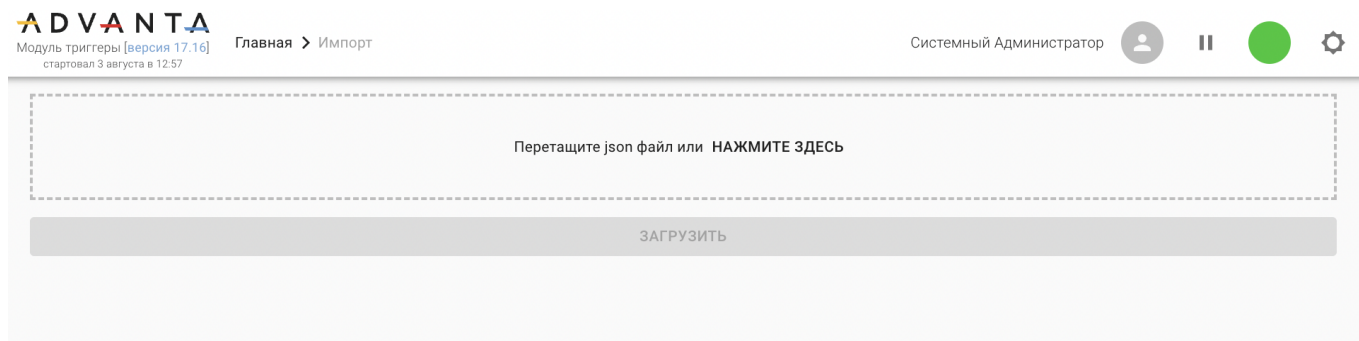 ADVANTA
Модуль триггеры [версия 17.16]
стартовал 3 августа в 12:57
Главная Импорт
Системный Администратор
Перетащите json файл или НАЖМИТЕ ЗДЕСЬ
ЗАГРУЗИТЬ